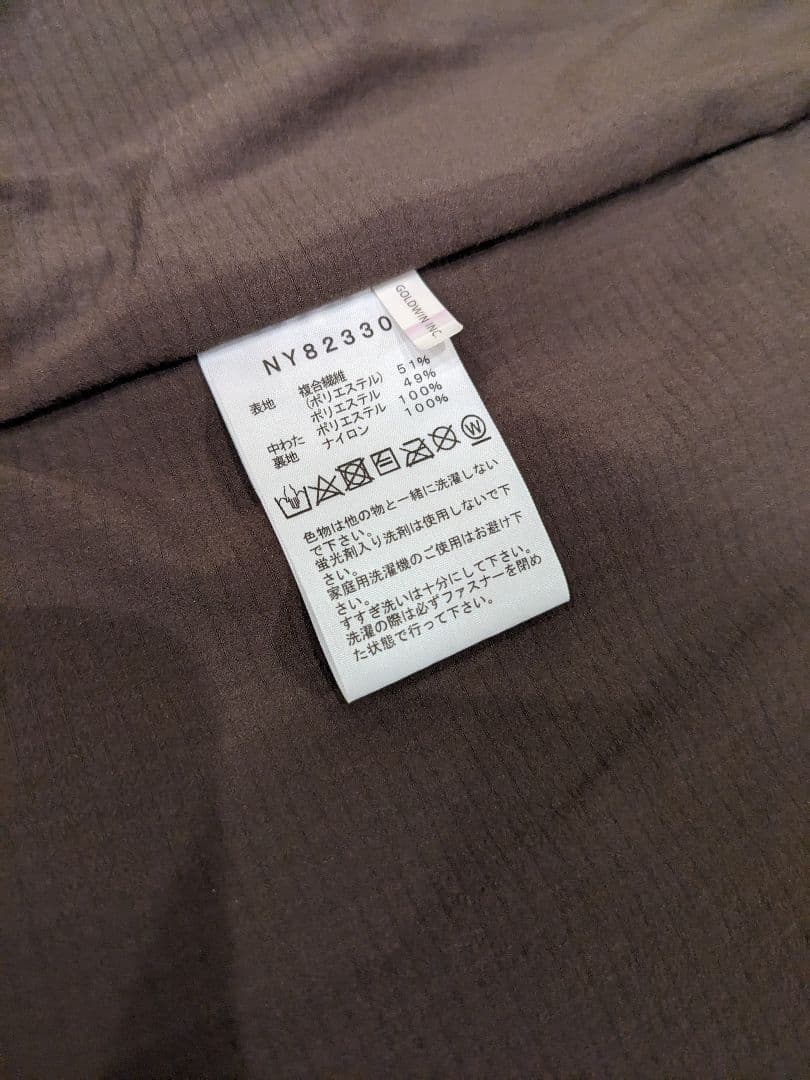 GOLDWIN INC
NY82330
表地 複合繊維
(ポリエステル) 51%
ポリエステル 49%
中わた ポリエステル 100%
裏地 ナイロン 100%
W
色物は他の物と一緒に洗濯しない
で下さい。
蛍光剤入り洗剤は使用しないで下
さい。
家庭用洗濯機のご使用はお避け下
さい。
すすぎ洗いは十分にして下さい。
洗濯の際は必ずファスナーを閉め
た状態で行って下さい。